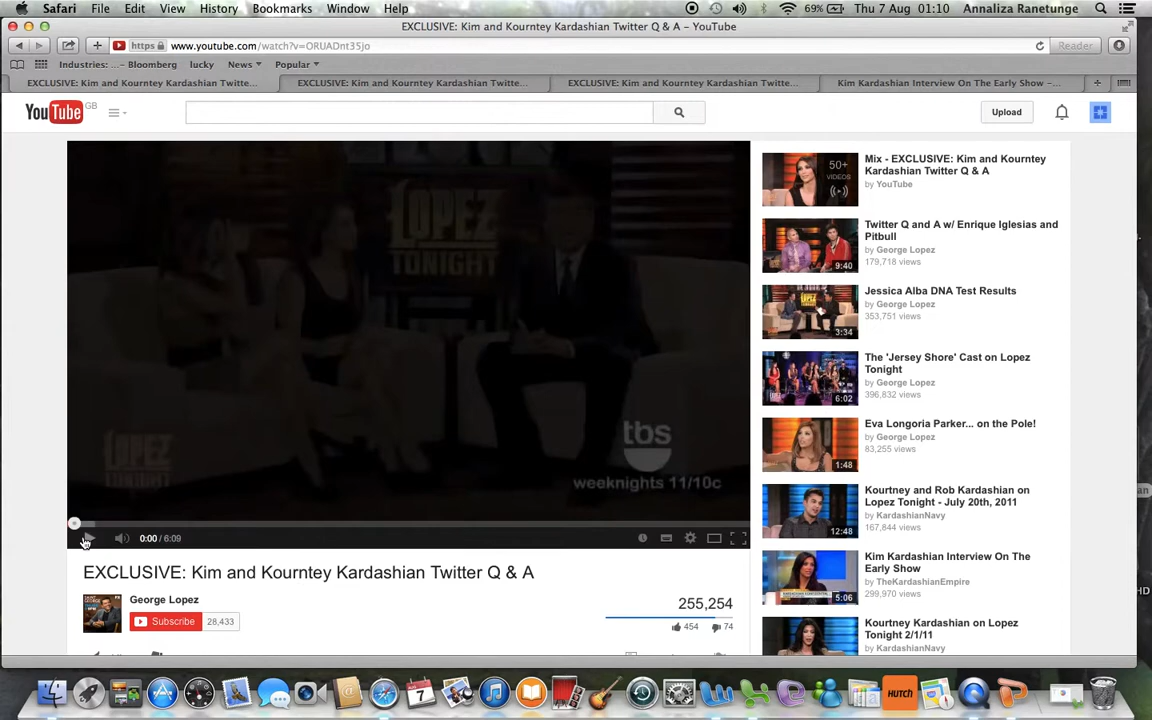 Safari File Edit View History Bookmarks Window Help 69% Thu 7 Aug 01:10 Annaliza Ranetunge
EXCLUSIVE: Kim and Kourntey Kardashian Twitter Q & A – YouTube
https www.youtube.com/watch?v=ORUADnt35jo Reader
Industries: ...– Bloomberg lucky News Popular
EXCLUSIVE: Kim and Kourntey Kardashian Twitte... EXCLUSIVE: Kim and Kourntey Kardashian Twitte... EXCLUSIVE: Kim and Kourntey Kardashian Twitte... Kim Kardashian Interview On The Early Show –...
YouTube GB Upload
LOPEZ
TONIGHT
LOPEZ
TONIGHT
tbs
weeknights 11/10c
0:00 / 6:09
EXCLUSIVE: Kim and Kourntey Kardashian Twitter Q & A
George Lopez
Subscribe 28,433
255,254
454 74
50+
VIDEOS
Mix - EXCLUSIVE: Kim and Kourntey
Kardashian Twitter Q & A
by YouTube
Twitter Q and A w/ Enrique Iglesias and
Pitbull
by George Lopez
179,718 views
9:40
Jessica Alba DNA Test Results
by George Lopez
353,751 views
3:34
The 'Jersey Shore' Cast on Lopez
Tonight
by George Lopez
396,832 views
6:02
Eva Longoria Parker... on the Pole!
by George Lopez
83,255 views
1:48
Kourtney and Rob Kardashian on
Lopez Tonight - July 20th, 2011
by KardashianNavy
167,844 views
12:48
Kim Kardashian Interview On The
Early Show
by TheKardashianEmpire
299,970 views
5:06
Kourtney Kardashian on Lopez
Tonight 2/1/11
by KardashianNavy
HD
7
HUTCH